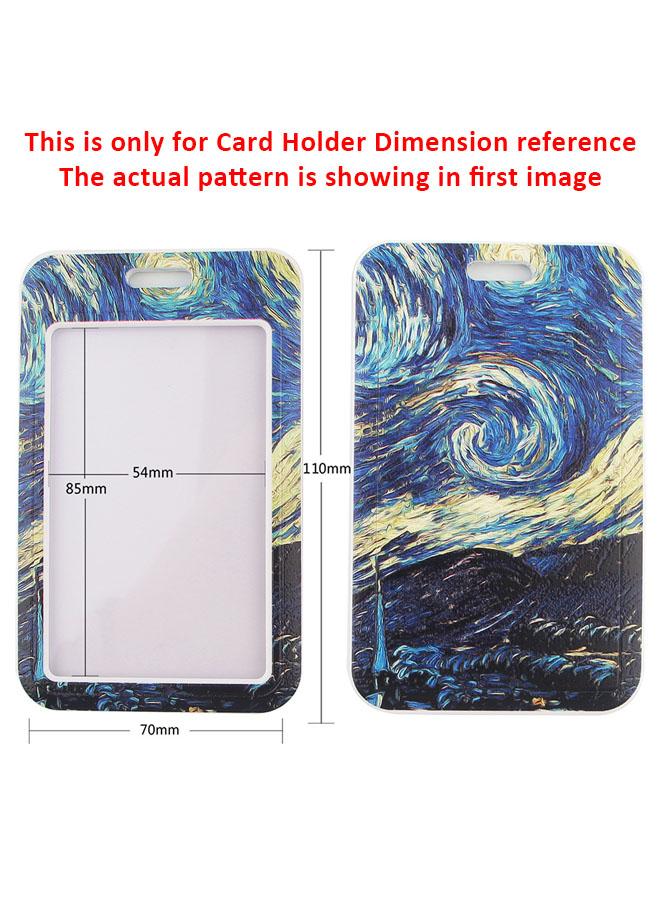 This is only for Card Holder Dimension reference
The actual pattern is showing in first image
54mm
85mm
110mm
70mm